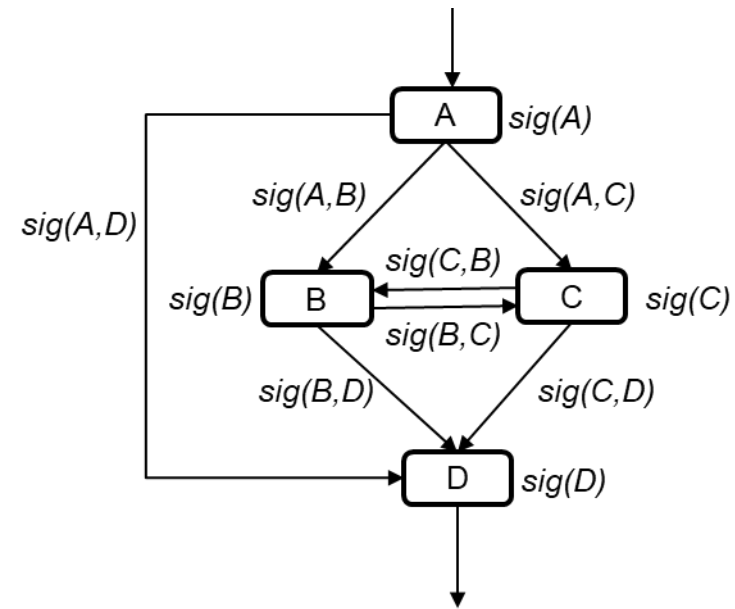 A
sig(A)
sig(A,B)
sig(A,C)
sig(A,D)
sig(C,B)
sig(B)
B
C
sig(C)
sig(B,C)
sig(B,D)
sig(C,D)
D
sig(D)